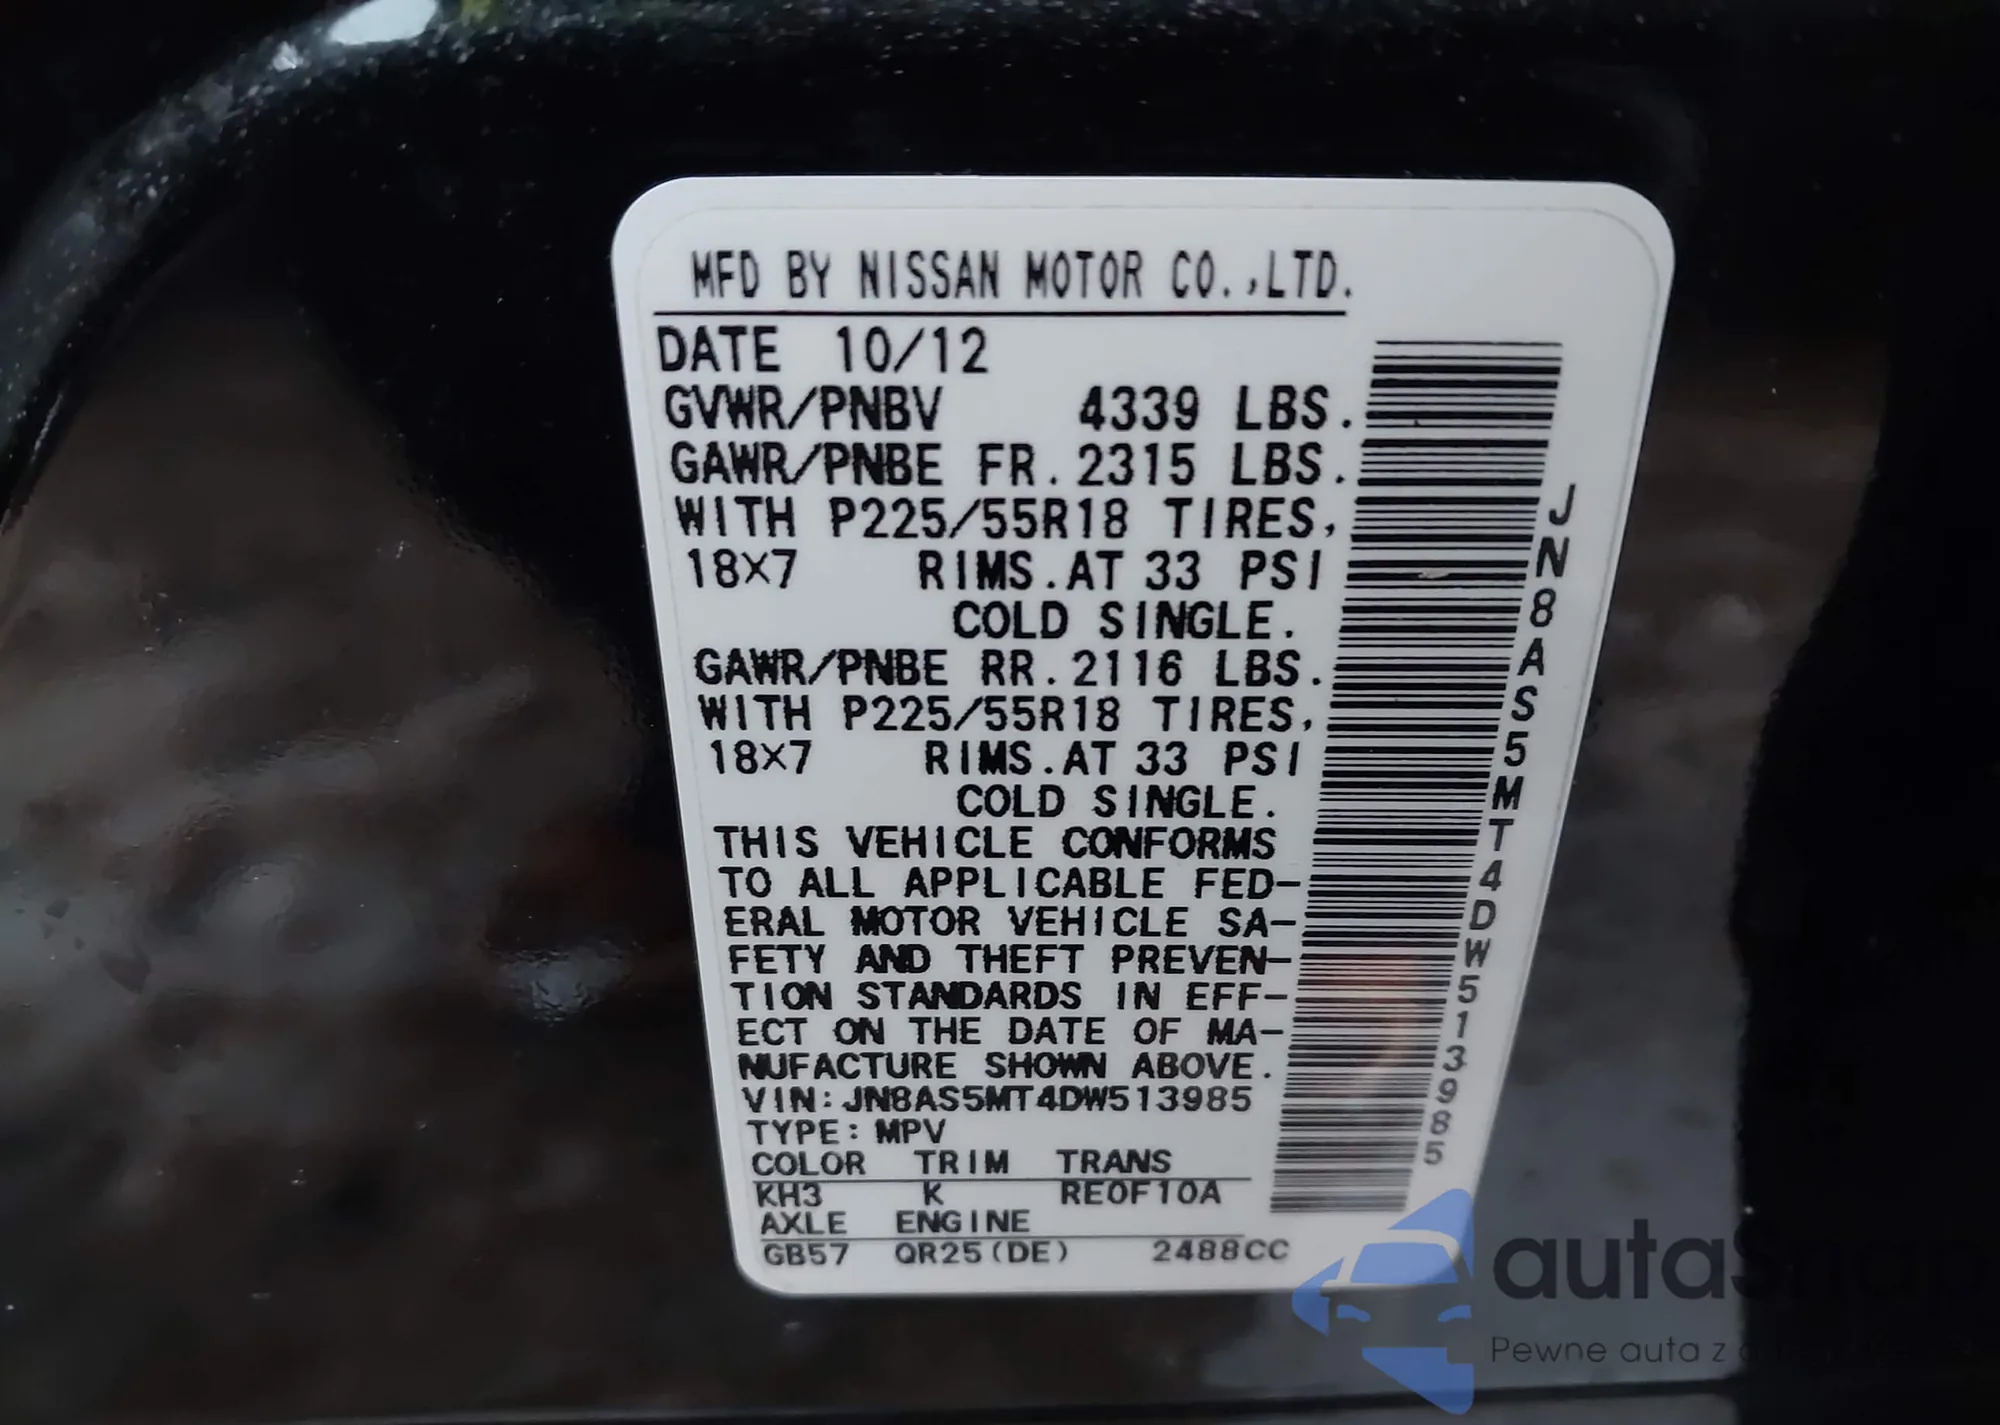 MFD BY NISSAN MOTOR CO.,LTD.
DATE 10/12
GVWR/PNBV 4339 LBS.
GAWR/PNBE FR.2315 LBS.
WITH P225/55R18 TIRES,
18×7 RIMS.AT 33 PSI
COLD SINGLE.
GAWR/PNBE RR.2116 LBS.
WITH P225/55R18 TIRES,
18×7 RIMS.AT 33 PSI
COLD SINGLE.
THIS VEHICLE CONFORMS
TO ALL APPLICABLE FED-
ERAL MOTOR VEHICLE SA-
FETY AND THEFT PREVEN-
TION STANDARDS IN EFF-
ECT ON THE DATE OF MA-
NUFACTURE SHOWN ABOVE.
VIN:JN8AS5MT4DW513985
TYPE:MPV
COLOR TRIM TRANS
KH3 K RE0F10A
AXLE ENGINE
GB57 QR25(DE) 2488CC
JN8AS5MT4DW513985
autaSnap
Pewne auta z